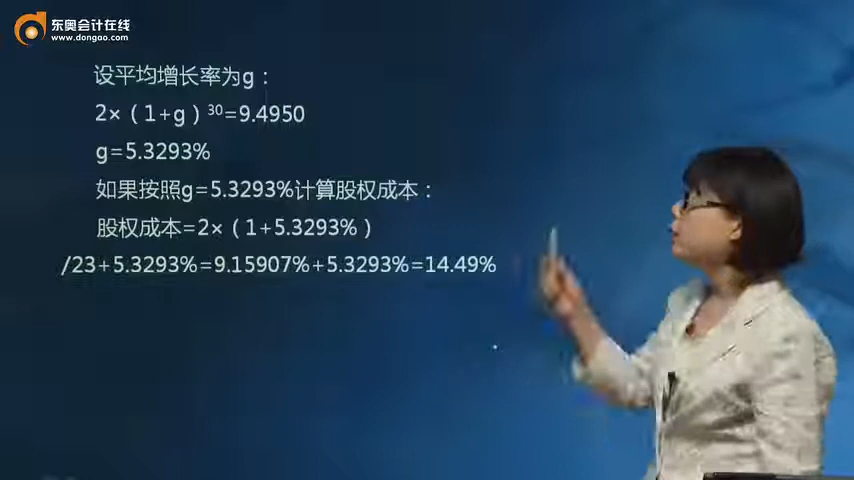 东奥会计在线
www.dongao.com
设平均增长率为g：
2×（1+g）³⁰=9.4950
g=5.3293%
如果按照g=5.3293%计算股权成本：
股权成本=2×（1+5.3293%）
/23+5.3293%=9.15907%+5.3293%=14.49%